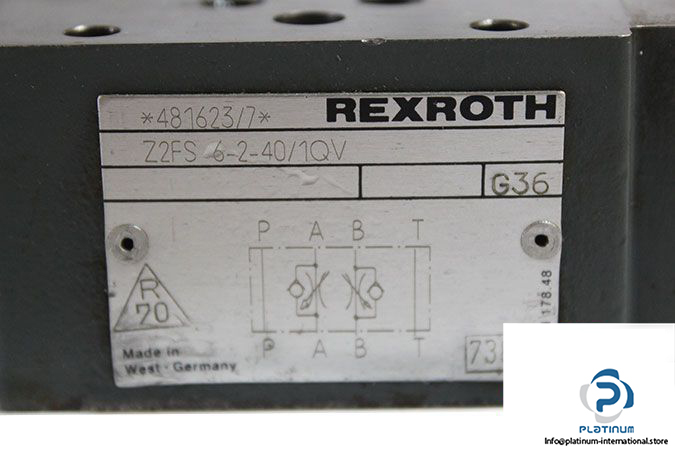 *481623/7* REXROTH
Z2FS 6-2-40/1QV
G36
P A B T
R
70
P A B T
178.48
Made in
West-Germany
PLATINUM
Info@platinum-international.store